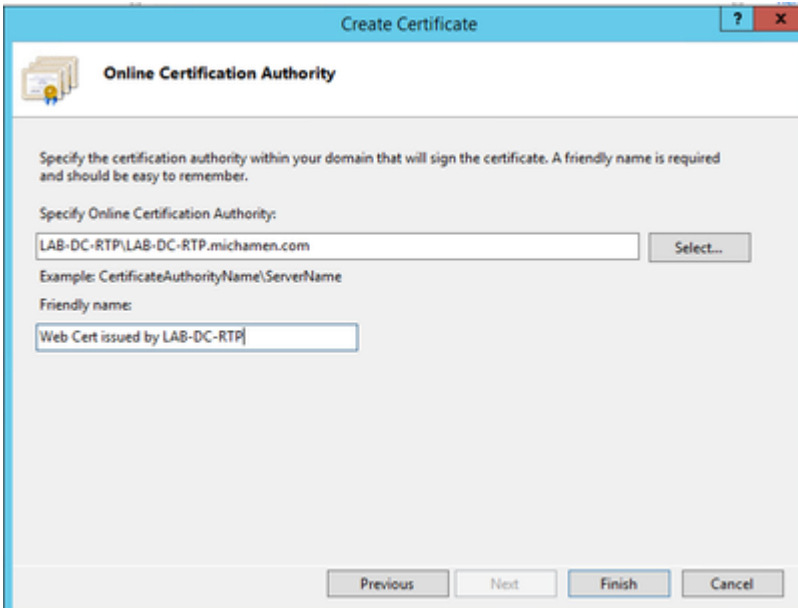 Create Certificate
?
x
Online Certification Authority
Specify the certification authority within your domain that will sign the certificate. A friendly name is required
and should be easy to remember.
Specify Online Certification Authority:
LAB-DC-RTP\LAB-DC-RTP.michamen.com
Select...
Example: CertificateAuthorityName\ServerName
Friendly name:
Web Cert issued by LAB-DC-RTP
Previous
Next
Finish
Cancel